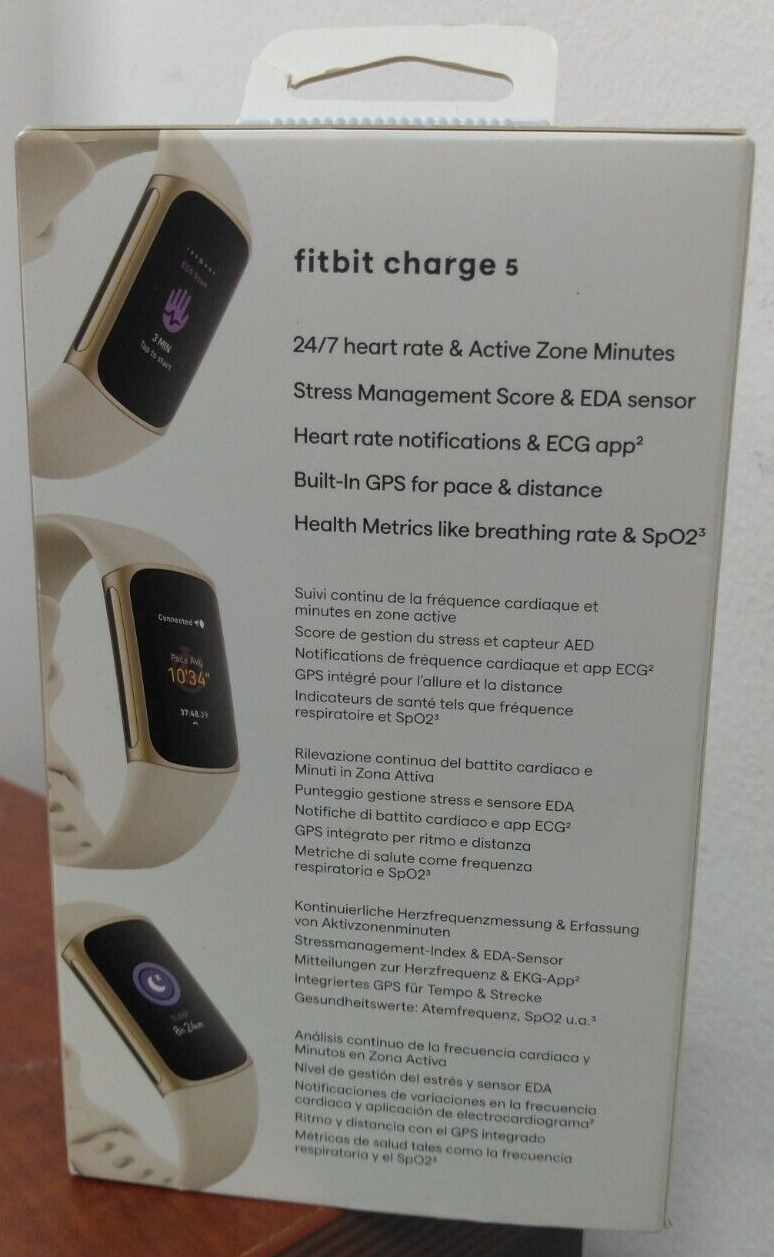 fitbit charge 5
24/7 heart rate & Active Zone Minutes
Stress Management Score & EDA sensor
Heart rate notifications & ECG app²
Built-In GPS for pace & distance
Health Metrics like breathing rate & SpO2³
Suivi continu de la fréquence cardiaque et
minutes en zone active
Score de gestion du stress et capteur AED
Notifications de fréquence cardiaque et app ECG²
GPS intégré pour l'allure et la distance
Indicateurs de santé tels que fréquence
respiratoire et SpO2³
Rilevazione continua del battito cardiaco e
Minuti in Zona Attiva
Punteggio gestione stress e sensore EDA
Notifiche di battito cardiaco e app ECG²
GPS integrato per ritmo e distanza
Metriche di salute come frequenza
respiratoria e SpO2³
Kontinuierliche Herzfrequenzmessung & Erfassung
von Aktivzonenminuten
Stressmanagement-Index & EDA-Sensor
Mitteilungen zur Herzfrequenz & EKG-App²
Integriertes GPS für Tempo & Strecke
Gesundheitswerte: Atemfrequenz, SpO2 u.a.³
Análisis continuo de la frecuencia cardiaca y
Minutos en Zona Activa
Nivel de gestión del estrés y sensor EDA
Notificaciones de variaciones en la frecuencia
cardiaca y aplicación de electrocardiograma²
Ritmo y distancia con el GPS integrado
Métricas de salud tales como la frecuencia
respiratoria y el SpO2³
EDA Scan
3 MIN
Tap to start
Connected
Pace Avg
10'34"
37:48.39
8h 24m